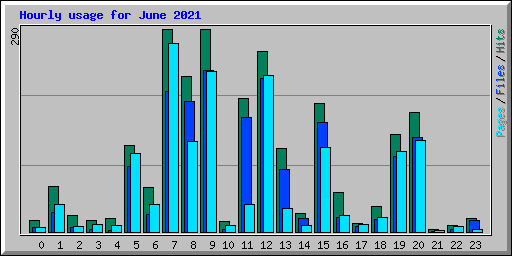 Hourly usage for June 2021
290
Pages / Files / Hits
0 1 2 3 4 5 6 7 8 9 10 11 12 13 14 15 16 17 18 19 20 21 22 23